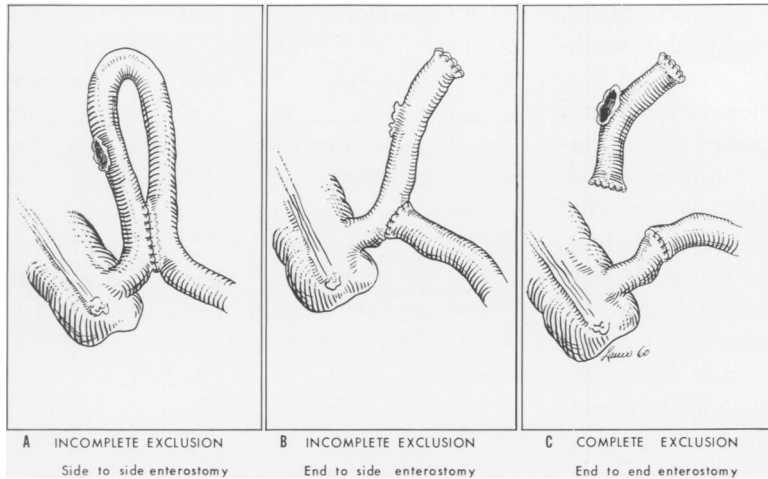 A INCOMPLETE EXCLUSION
Side to side enterostomy
B INCOMPLETE EXCLUSION
End to side enterostomy
C COMPLETE EXCLUSION
End to end enterostomy